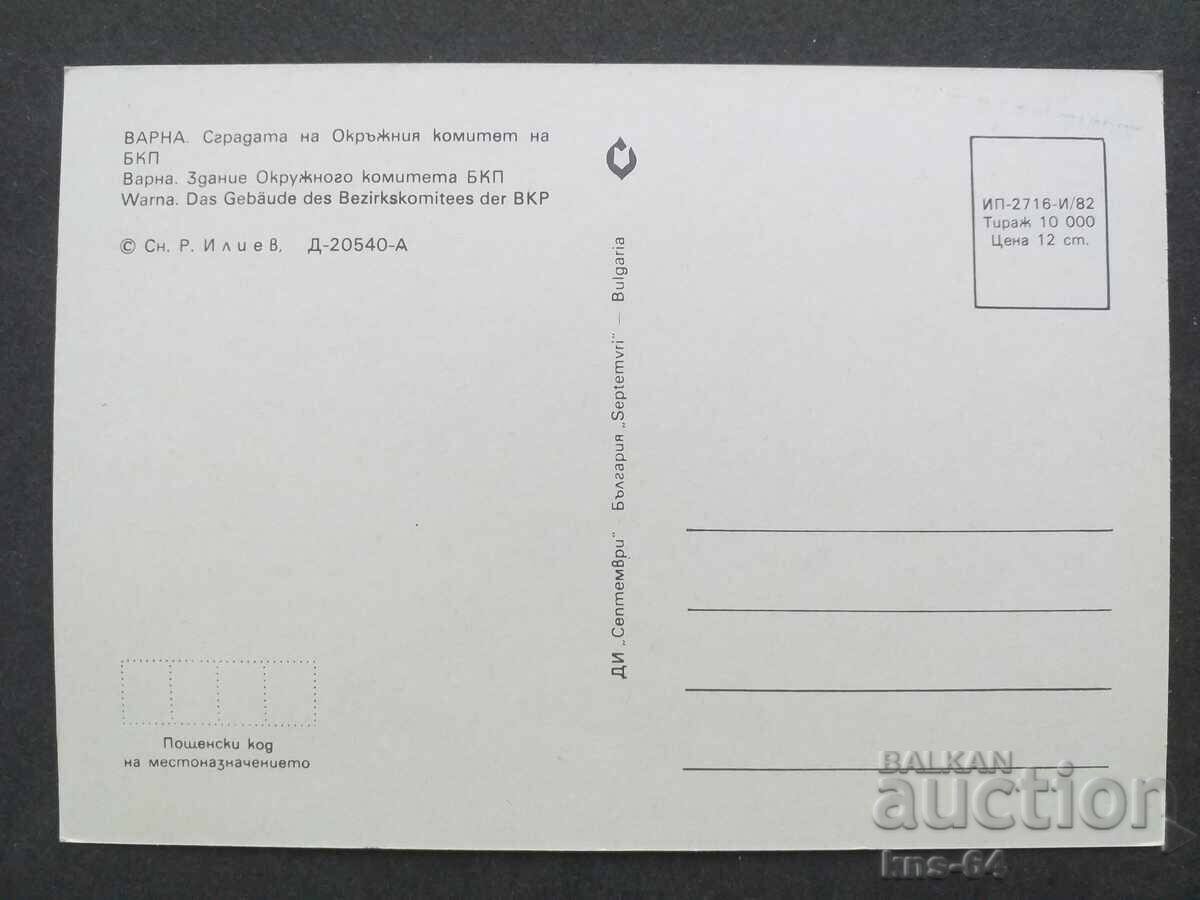 ВАРНА. Сградата на Окръжния комитет на
БКП
Варна. Здание Окружного комитета БКП
Warna. Das Gebäude des Bezirkskomitees der BKP
© Сн. Р. Илиев. Д-20540-А
ДИ „Септември" · България „Septemvri" — Bulgaria
ИП-2716-И/82
Тираж 10 000
Цена 12 ст.
Пощенски код
на местоназначението
BALKAN
auction
kns-64